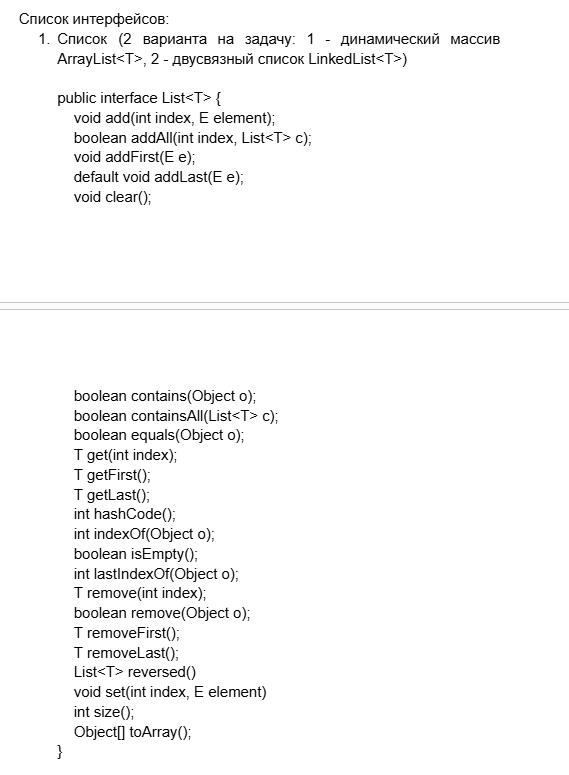 Список интерфейсов:
1. Список (2 варианта на задачу: 1 - динамический массив
ArrayList<T>, 2 - двусвязный список LinkedList<T>)
public interface List<T> {
void add(int index, E element);
boolean addAll(int index, List<T> c);
void addFirst(E e);
default void addLast(E e);
void clear();
boolean contains(Object o);
boolean containsAll(List<T> c);
boolean equals(Object o);
T get(int index);
T getFirst();
T getLast();
int hashCode();
int indexOf(Object o);
boolean isEmpty();
int lastIndexOf(Object o);
T remove(int index);
boolean remove(Object o);
T removeFirst();
T removeLast();
List<T> reversed()
void set(int index, E element)
int size();
Object[] toArray();
}